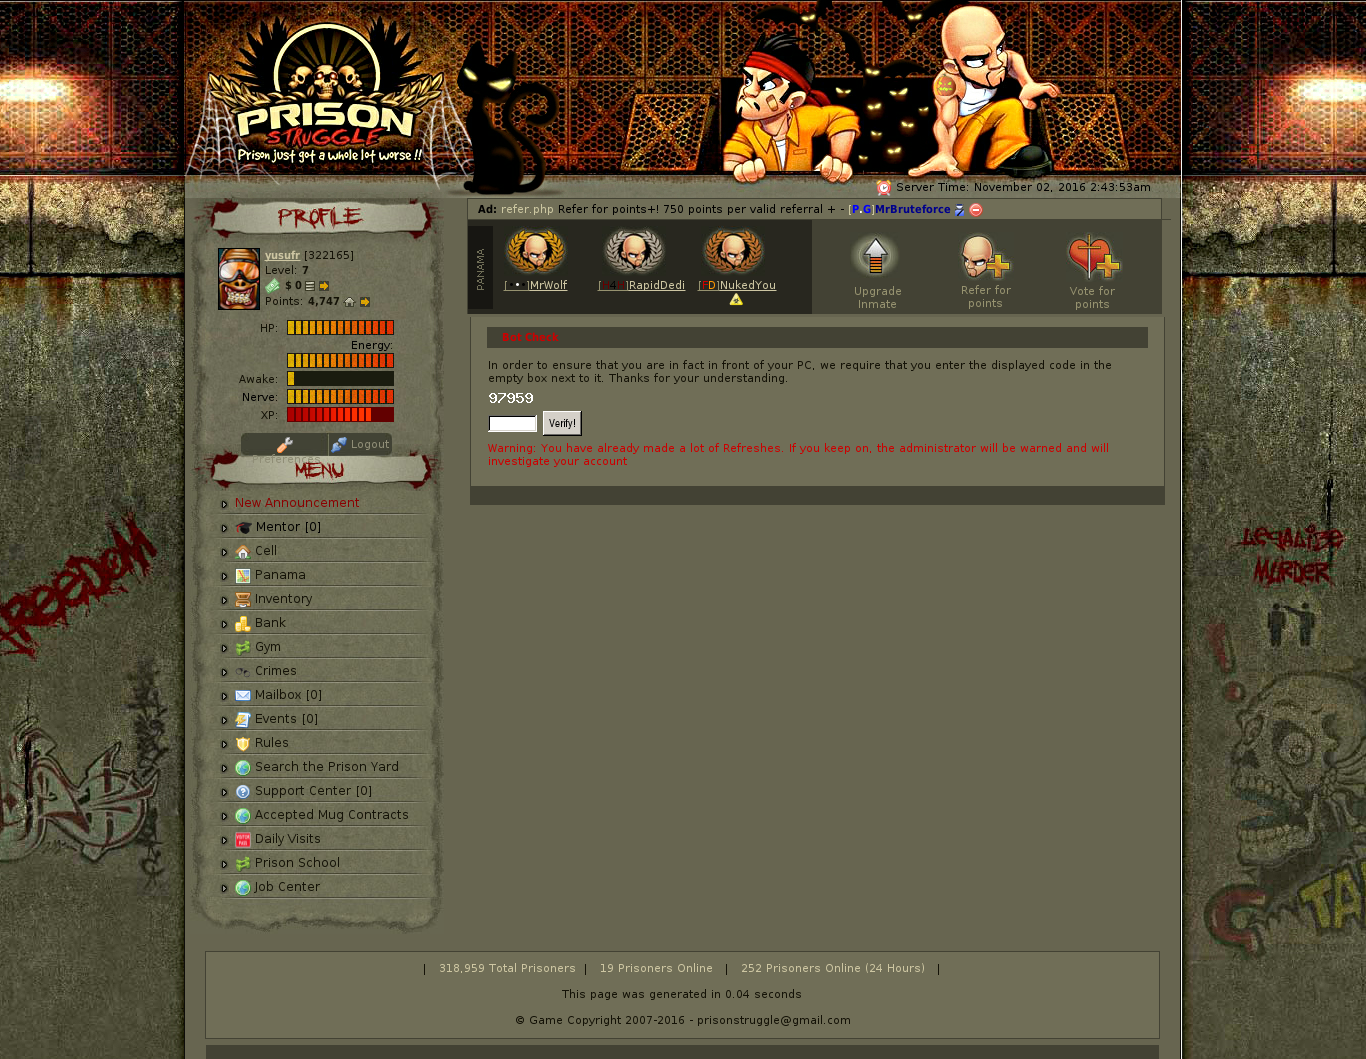 PRISON
STRUGGLE
Prison just got a whole lot worse !!
Server Time: November 02, 2016 2:43:53am
Ad: refer.php Refer for points+! 750 points per valid referral + - [P.G]MrBruteforce
PROFILE
yusufr [322165]
Level: 7
$ 0
Points: 4,747
HP:
Energy:
Awake:
Nerve:
XP:
Preferences
Logout
PANAMA
MrWolf
RapidDedi
NukedYou
Upgrade
Inmate
Refer for
points
Vote for
points
Bot Check
In order to ensure that you are in fact in front of your PC, we require that you enter the displayed code in the
empty box next to it. Thanks for your understanding.
97959
Verify!
Warning: You have already made a lot of Refreshes. If you keep on, the administrator will be warned and will
investigate your account
MENU
New Announcement
Mentor [0]
Cell
Panama
Inventory
Bank
Gym
Crimes
Mailbox [0]
Events [0]
Rules
Search the Prison Yard
Support Center [0]
Accepted Mug Contracts
Daily Visits
Prison School
Job Center
FREEDOM
LEGALIZE
MURDER
| 318,959 Total Prisoners | 19 Prisoners Online | 252 Prisoners Online (24 Hours) |
This page was generated in 0.04 seconds
© Game Copyright 2007-2016 - prisonstruggle@gmail.com